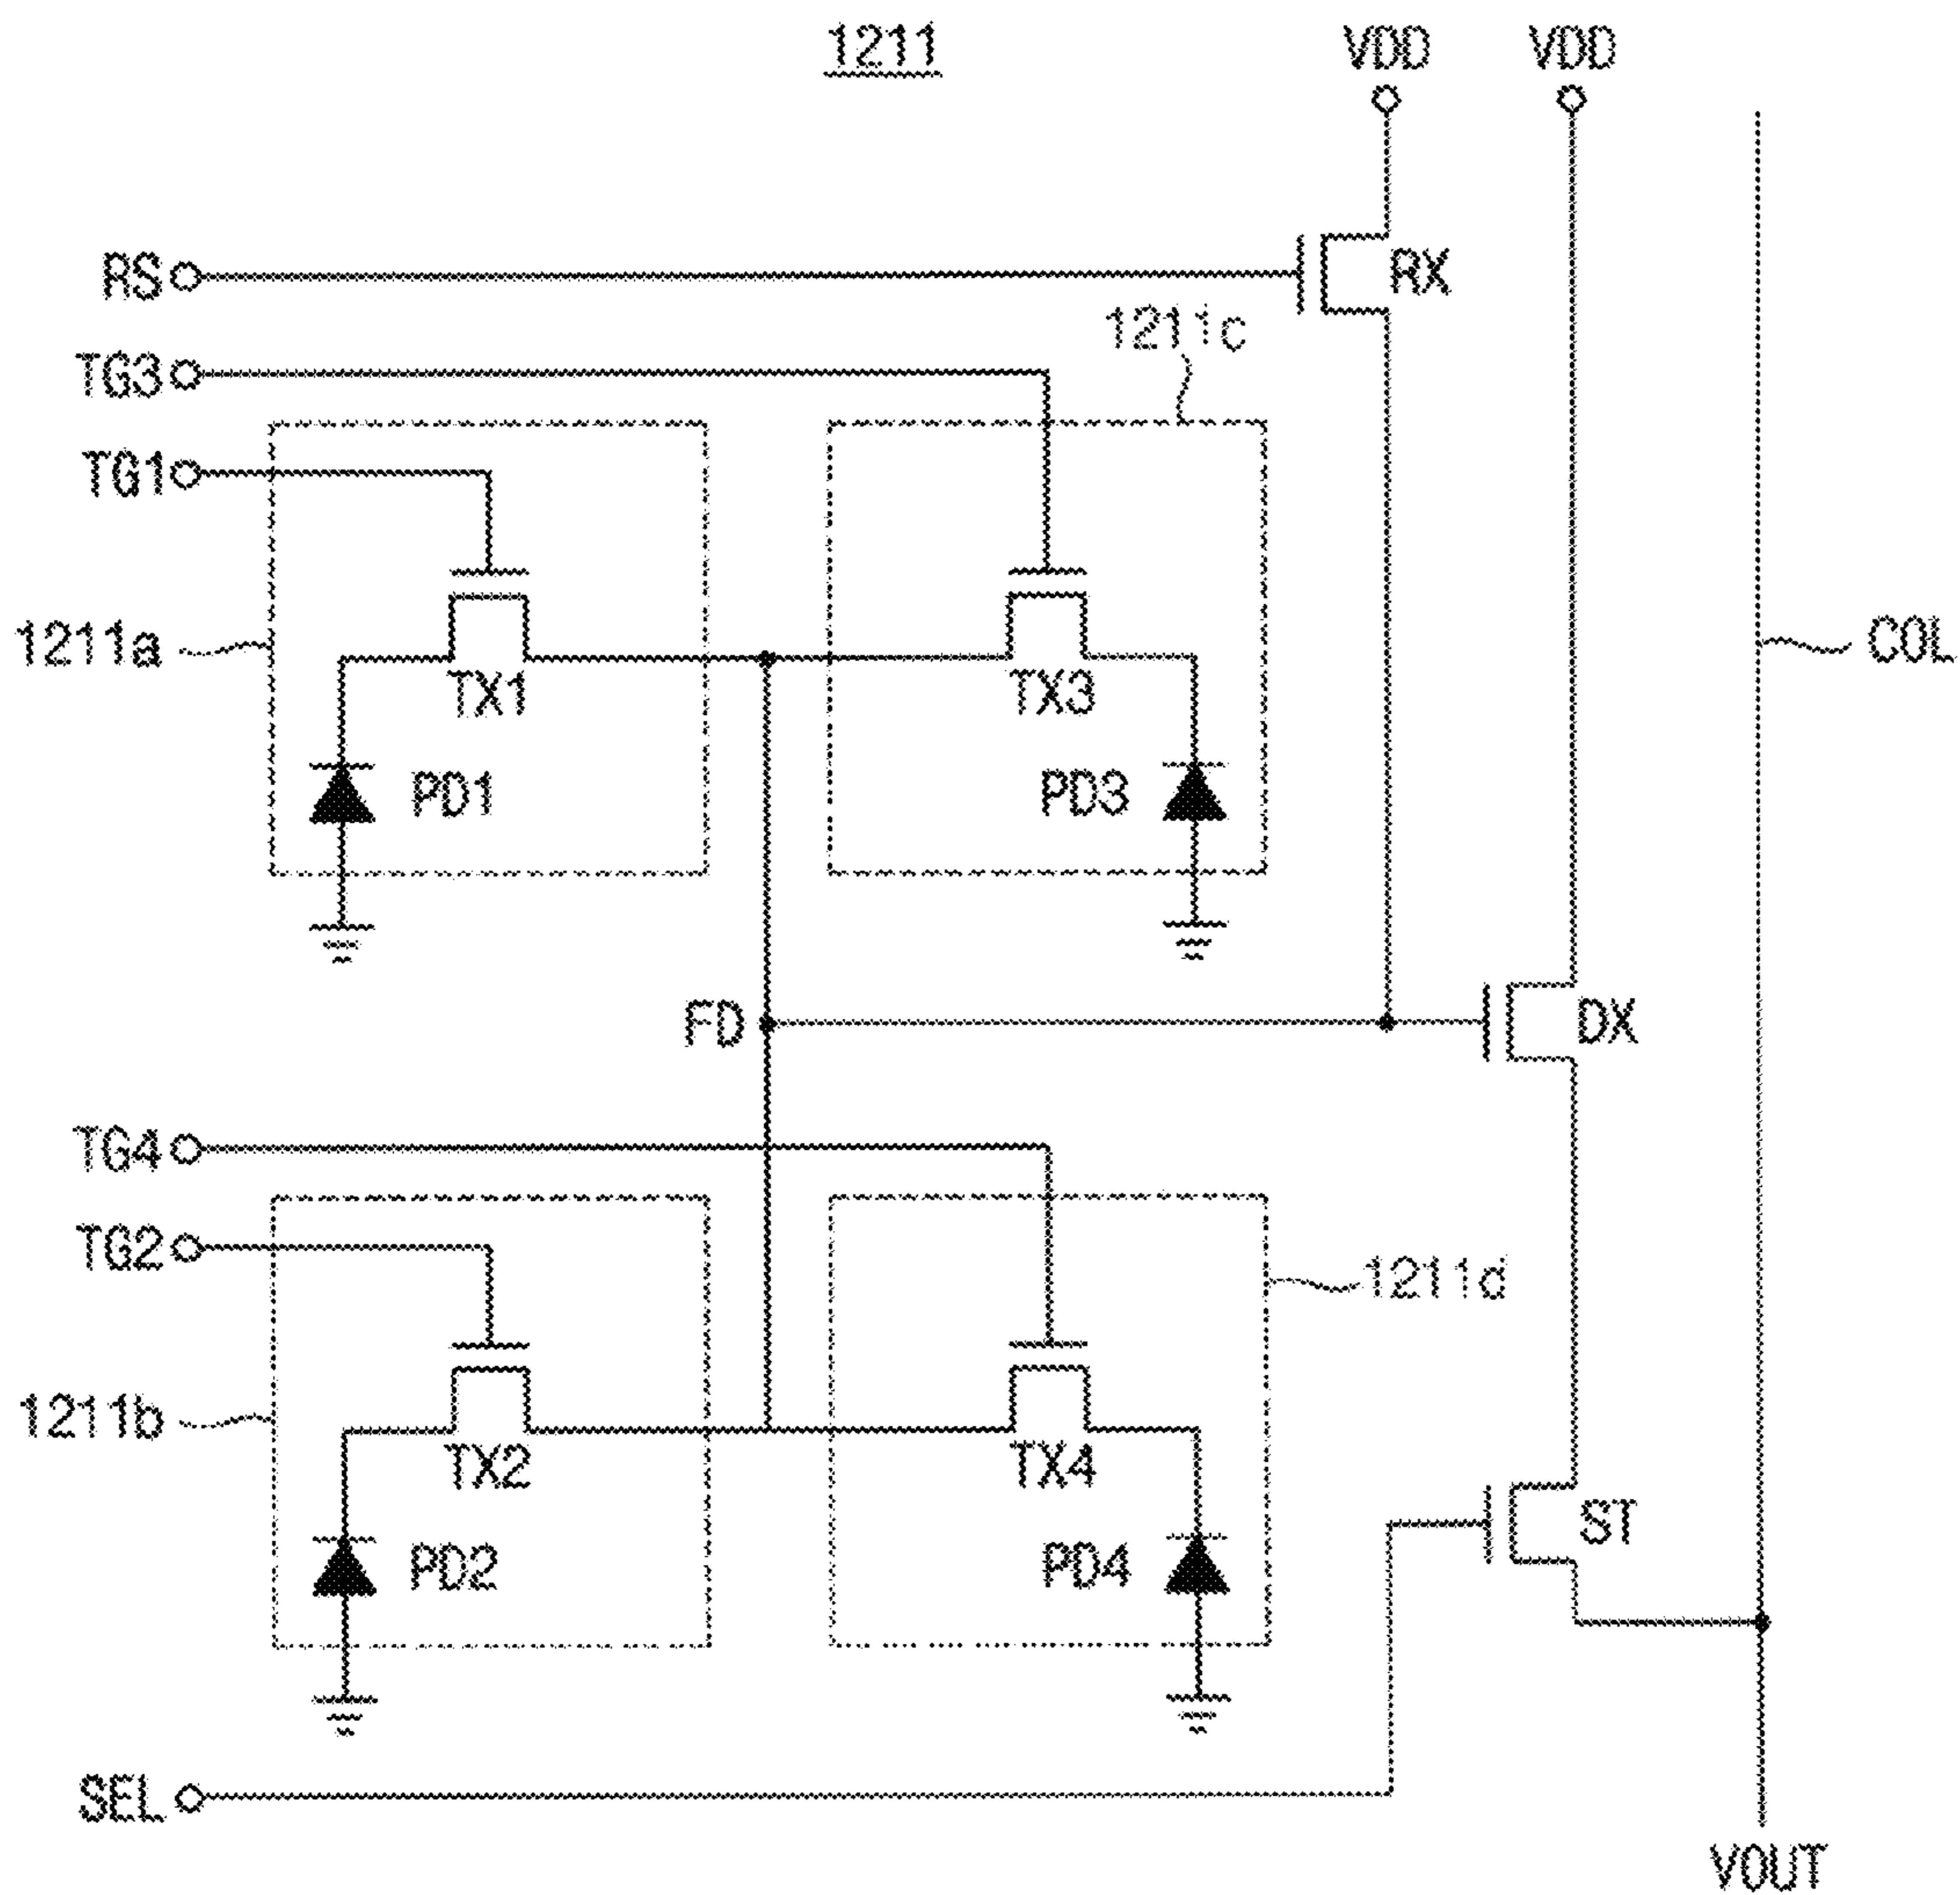 1211
VDD
VDD
RS
RX
1211c
TG3
TG1
1211a
COL
TX1
TX3
PD1
PD3
FD
DX
TG4
TG2
1211d
1211b
TX2
TX4
ST
PD2
PD4
SEL
VOUT